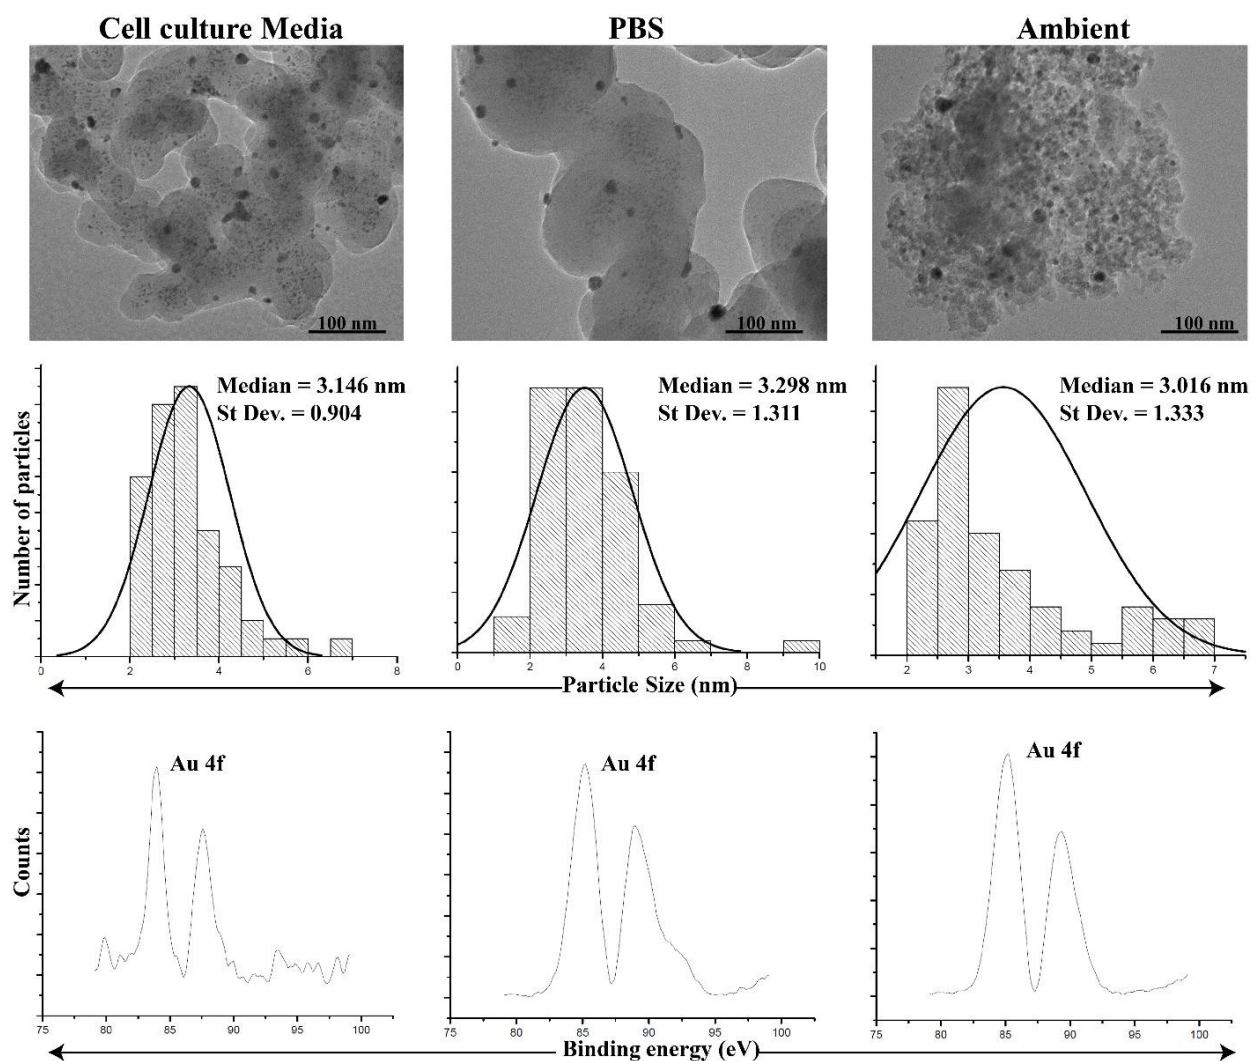 Cell culture Media
PBS
Ambient
100 nm
100 nm
100 nm
Median = 3.146 nm
St Dev. = 0.904
Median = 3.298 nm
St Dev. = 1.311
Median = 3.016 nm
St Dev. = 1.333
Number of particles
0 2 4 6 8
0 2 4 6 8 10
2 3 4 5 6 7
Particle Size (nm)
Au 4f
Au 4f
Au 4f
Counts
75 80 85 90 95 100
75 80 85 90 95 100
75 80 85 90 95 100
Binding energy (eV)